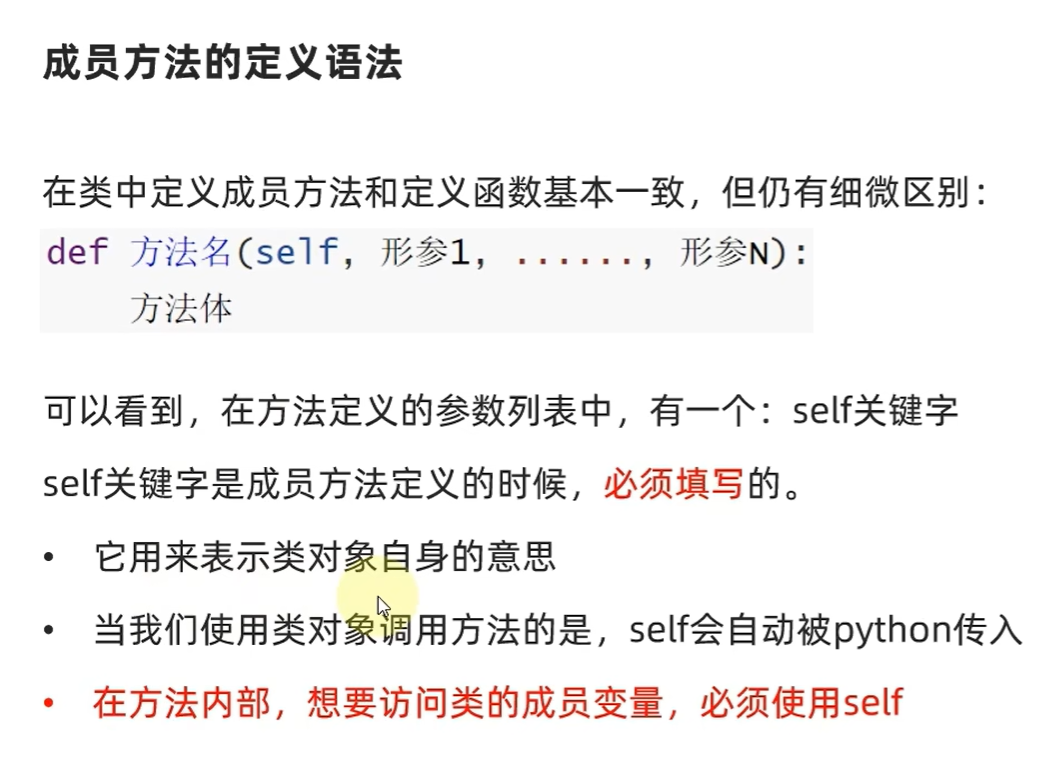 成员方法的定义语法
在类中定义成员方法和定义函数基本一致，但仍有细微区别：
def 方法名(self, 形参1, ......, 形参N):
方法体
可以看到，在方法定义的参数列表中，有一个：self关键字
self关键字是成员方法定义的时候，必须填写的。
• 它用来表示类对象自身的意思
• 当我们使用类对象调用方法的是，self会自动被python传入
• 在方法内部，想要访问类的成员变量，必须使用self